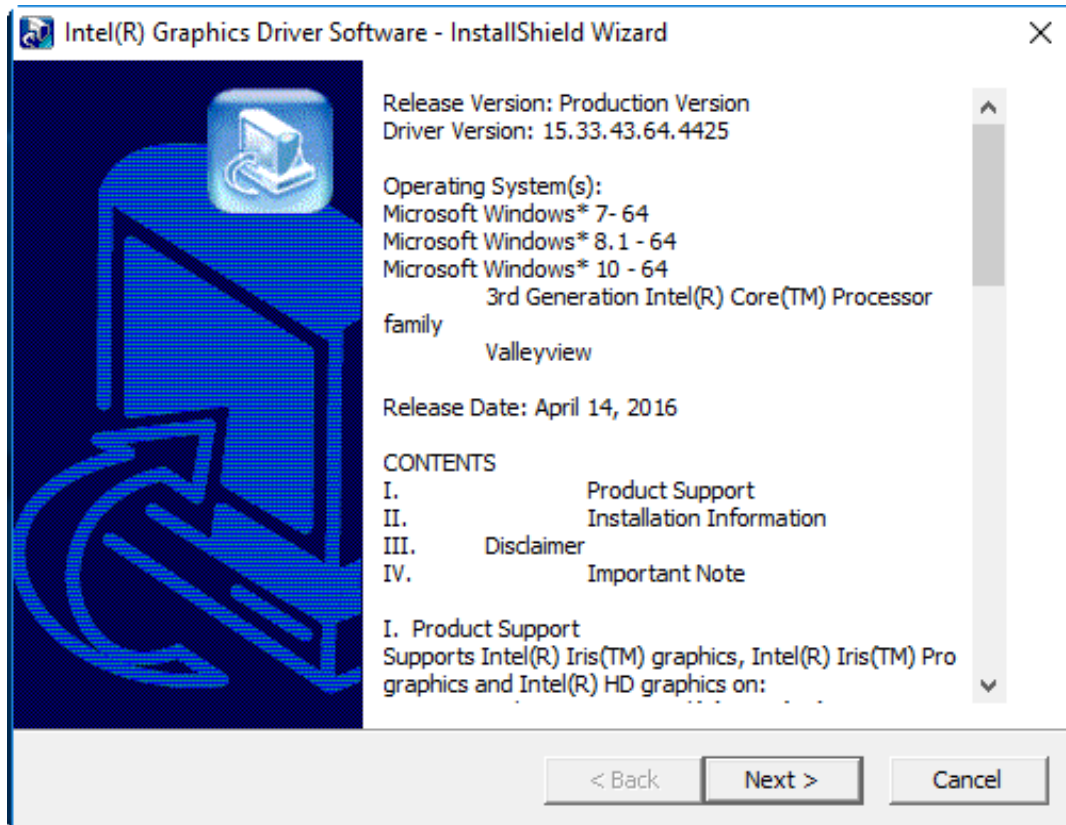 Intel(R) Graphics Driver Software - InstallShield Wizard
Release Version: Production Version
Driver Version: 15.33.43.64.4425
Operating System(s):
Microsoft Windows* 7- 64
Microsoft Windows* 8.1 - 64
Microsoft Windows* 10 - 64
3rd Generation Intel(R) Core(TM) Processor
family
Valleyview
Release Date: April 14, 2016
CONTENTS
I. Product Support
II. Installation Information
III. Disclaimer
IV. Important Note
I. Product Support
Supports Intel(R) Iris(TM) graphics, Intel(R) Iris(TM) Pro
graphics and Intel(R) HD graphics on:
< Back
Next >
Cancel